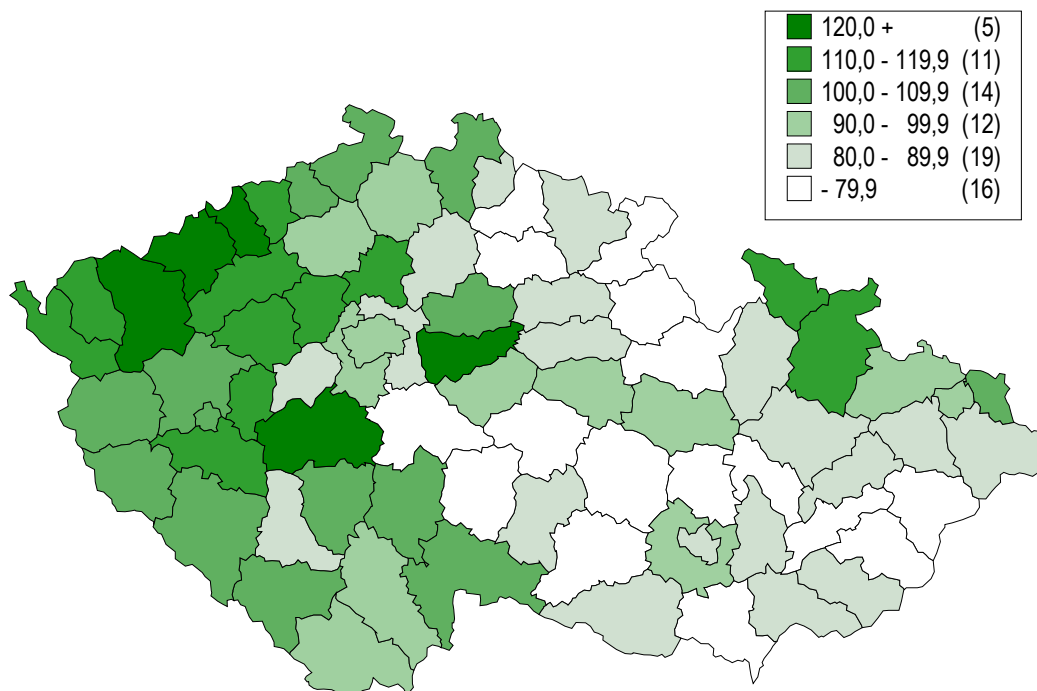 120,0 + (5)
110,0 - 119,9 (11)
100,0 - 109,9 (14)
90,0 - 99,9 (12)
80,0 - 89,9 (19)
- 79,9 (16)